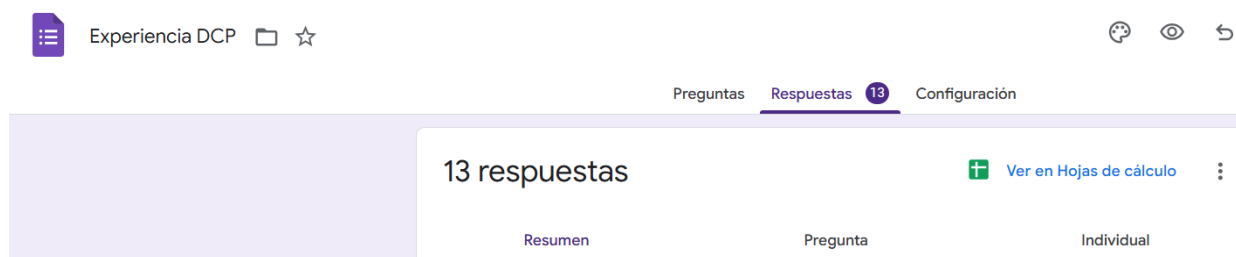 Experiencia DCP
Preguntas Respuestas 13 Configuración
13 respuestas Ver en Hojas de cálculo
Resumen Pregunta Individual